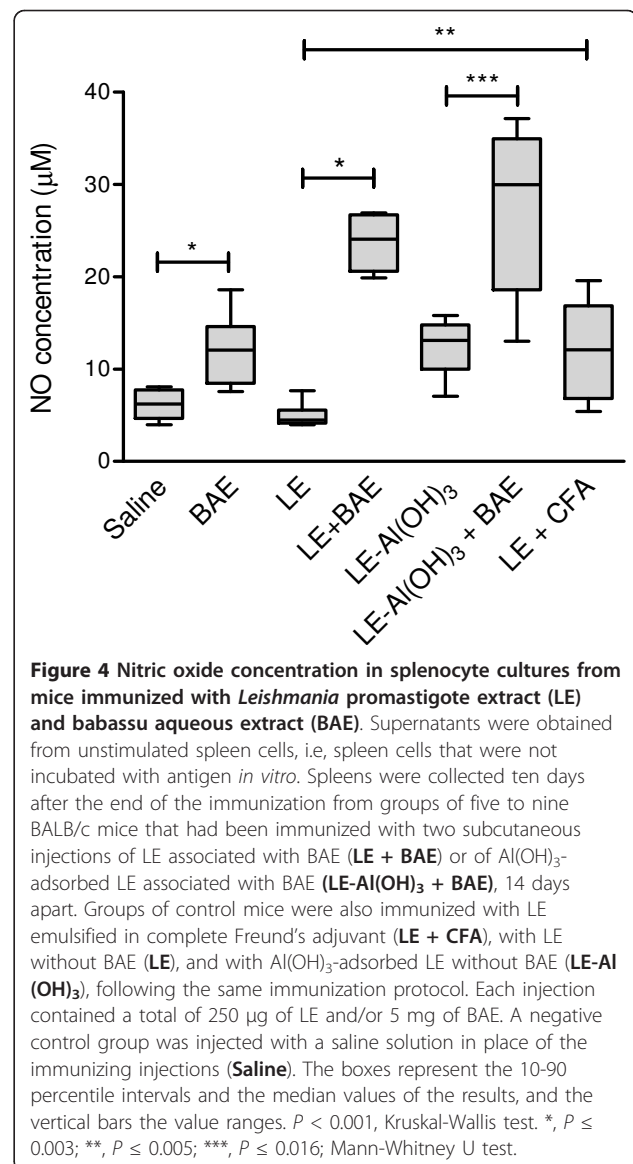 **
***
40
*
30
*
20
10
0
NO concentration (µM)
Saline
BAE
LE
LE+BAE
LE-Al(OH)₃
LE-Al(OH)₃ + BAE
LE + CFA
Figure 4 Nitric oxide concentration in splenocyte cultures from
mice immunized with Leishmania promastigote extract (LE)
and babassu aqueous extract (BAE). Supernatants were obtained
from unstimulated spleen cells, i.e, spleen cells that were not
incubated with antigen in vitro. Spleens were collected ten days
after the end of the immunization from groups of five to nine
BALB/c mice that had been immunized with two subcutaneous
injections of LE associated with BAE (LE + BAE) or of Al(OH)₃-
adsorbed LE associated with BAE (LE-Al(OH)₃ + BAE), 14 days
apart. Groups of control mice were also immunized with LE
emulsified in complete Freund's adjuvant (LE + CFA), with LE
without BAE (LE), and with Al(OH)₃-adsorbed LE without BAE (LE-Al
(OH)₃), following the same immunization protocol. Each injection
contained a total of 250 µg of LE and/or 5 mg of BAE. A negative
control group was injected with a saline solution in place of the
immunizing injections (Saline). The boxes represent the 10-90
percentile intervals and the median values of the results, and the
vertical bars the value ranges. P < 0.001, Kruskal-Wallis test. *, P ≤
0.003; **, P ≤ 0.005; ***, P ≤ 0.016; Mann-Whitney U test.